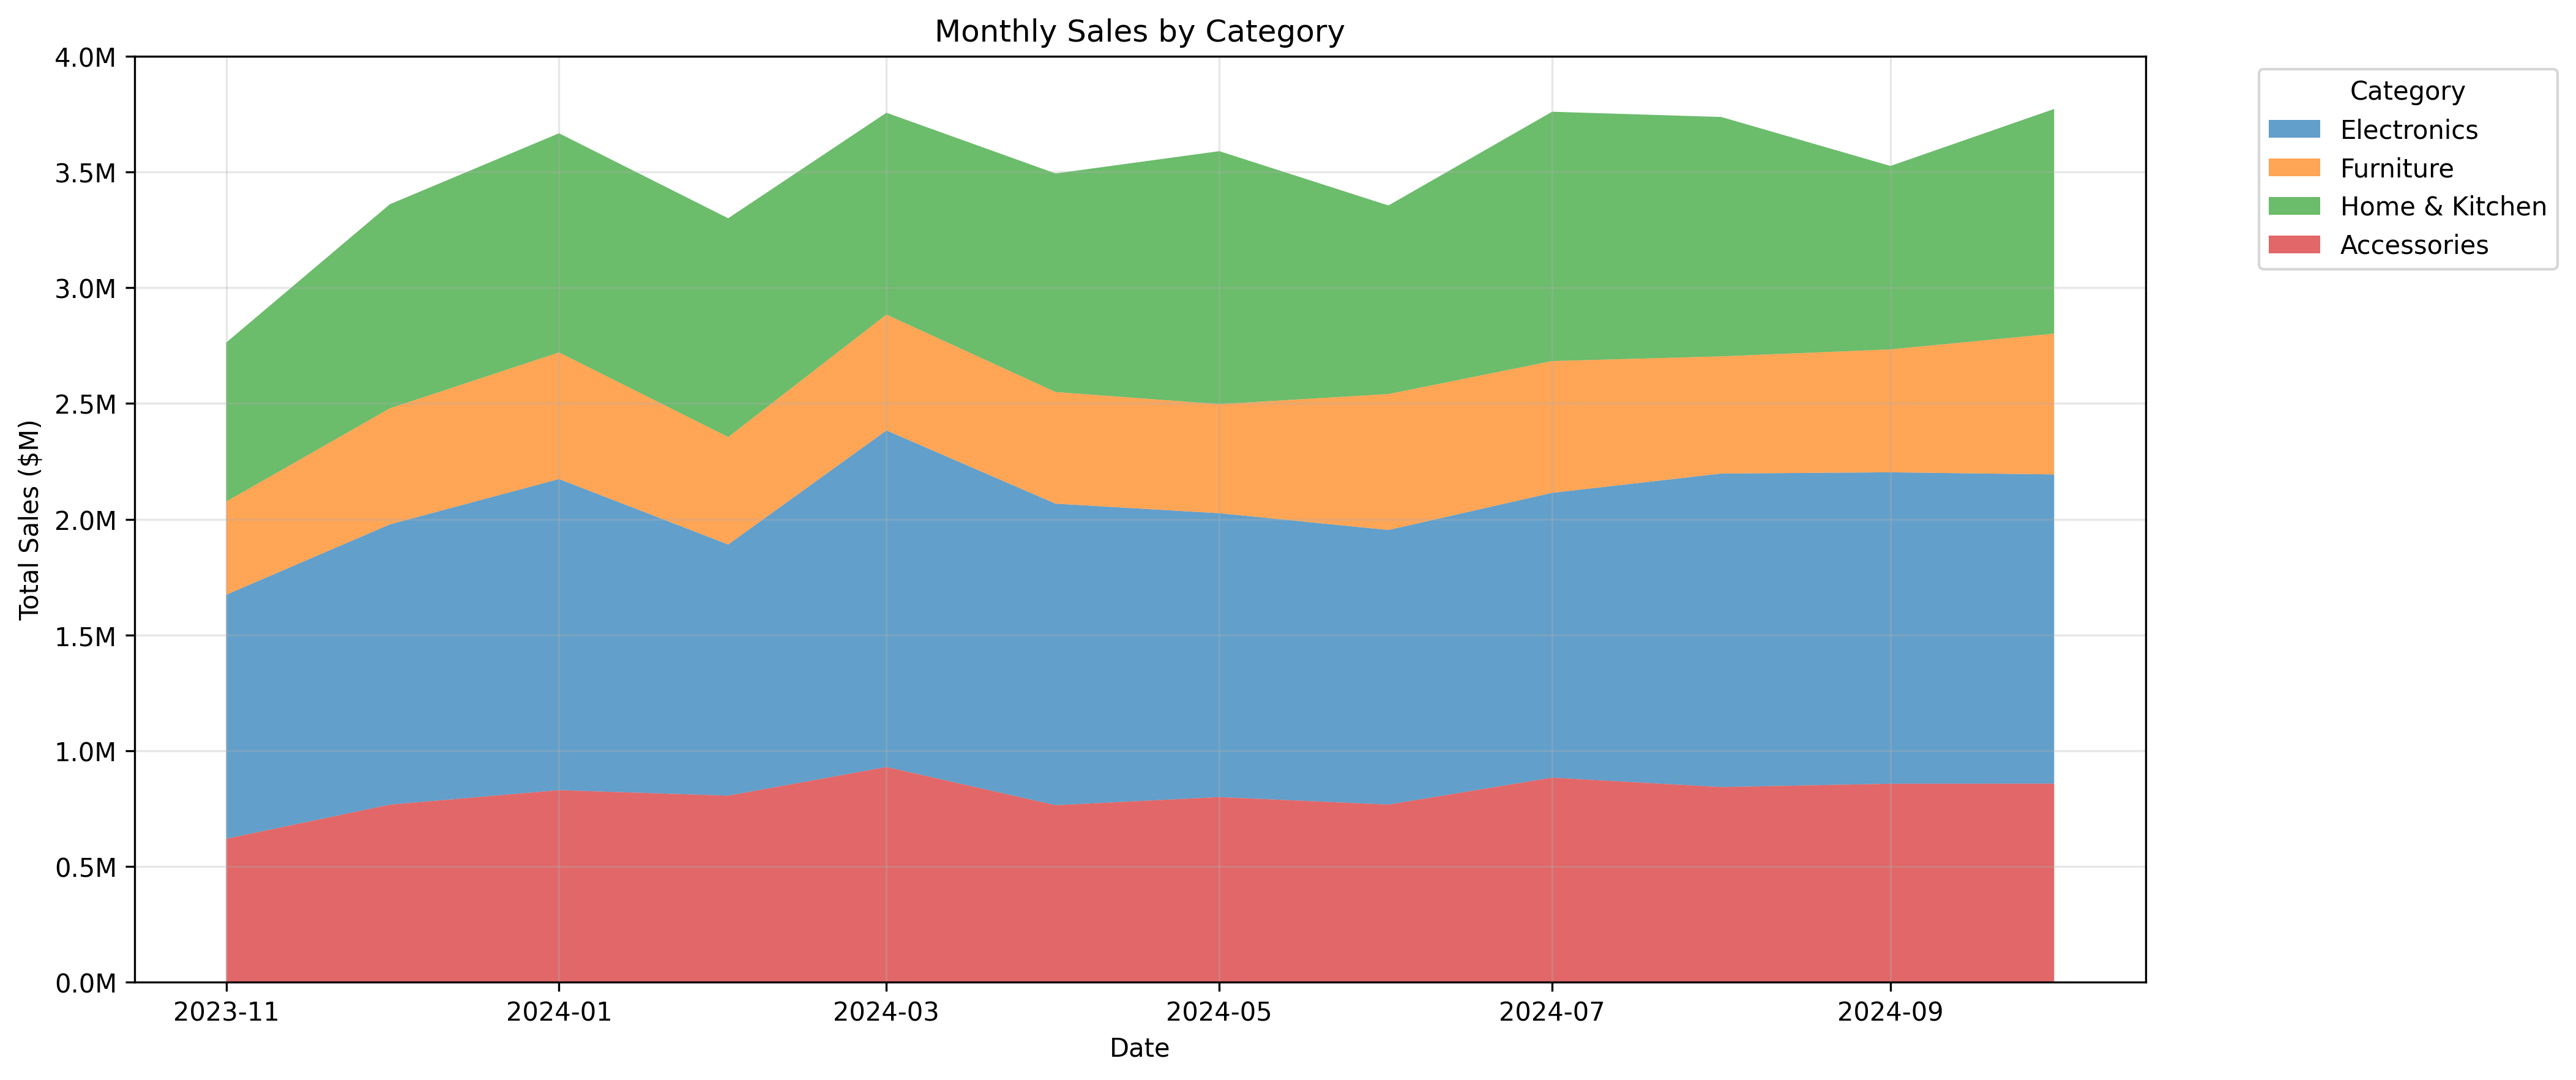 Monthly Sales by Category
4.0M
3.5M
3.0M
2.5M
2.0M
1.5M
1.0M
0.5M
0.0M
Total Sales ($M)
2023-11
2024-01
2024-03
2024-05
2024-07
2024-09
Date
Category
Electronics
Furniture
Home & Kitchen
Accessories